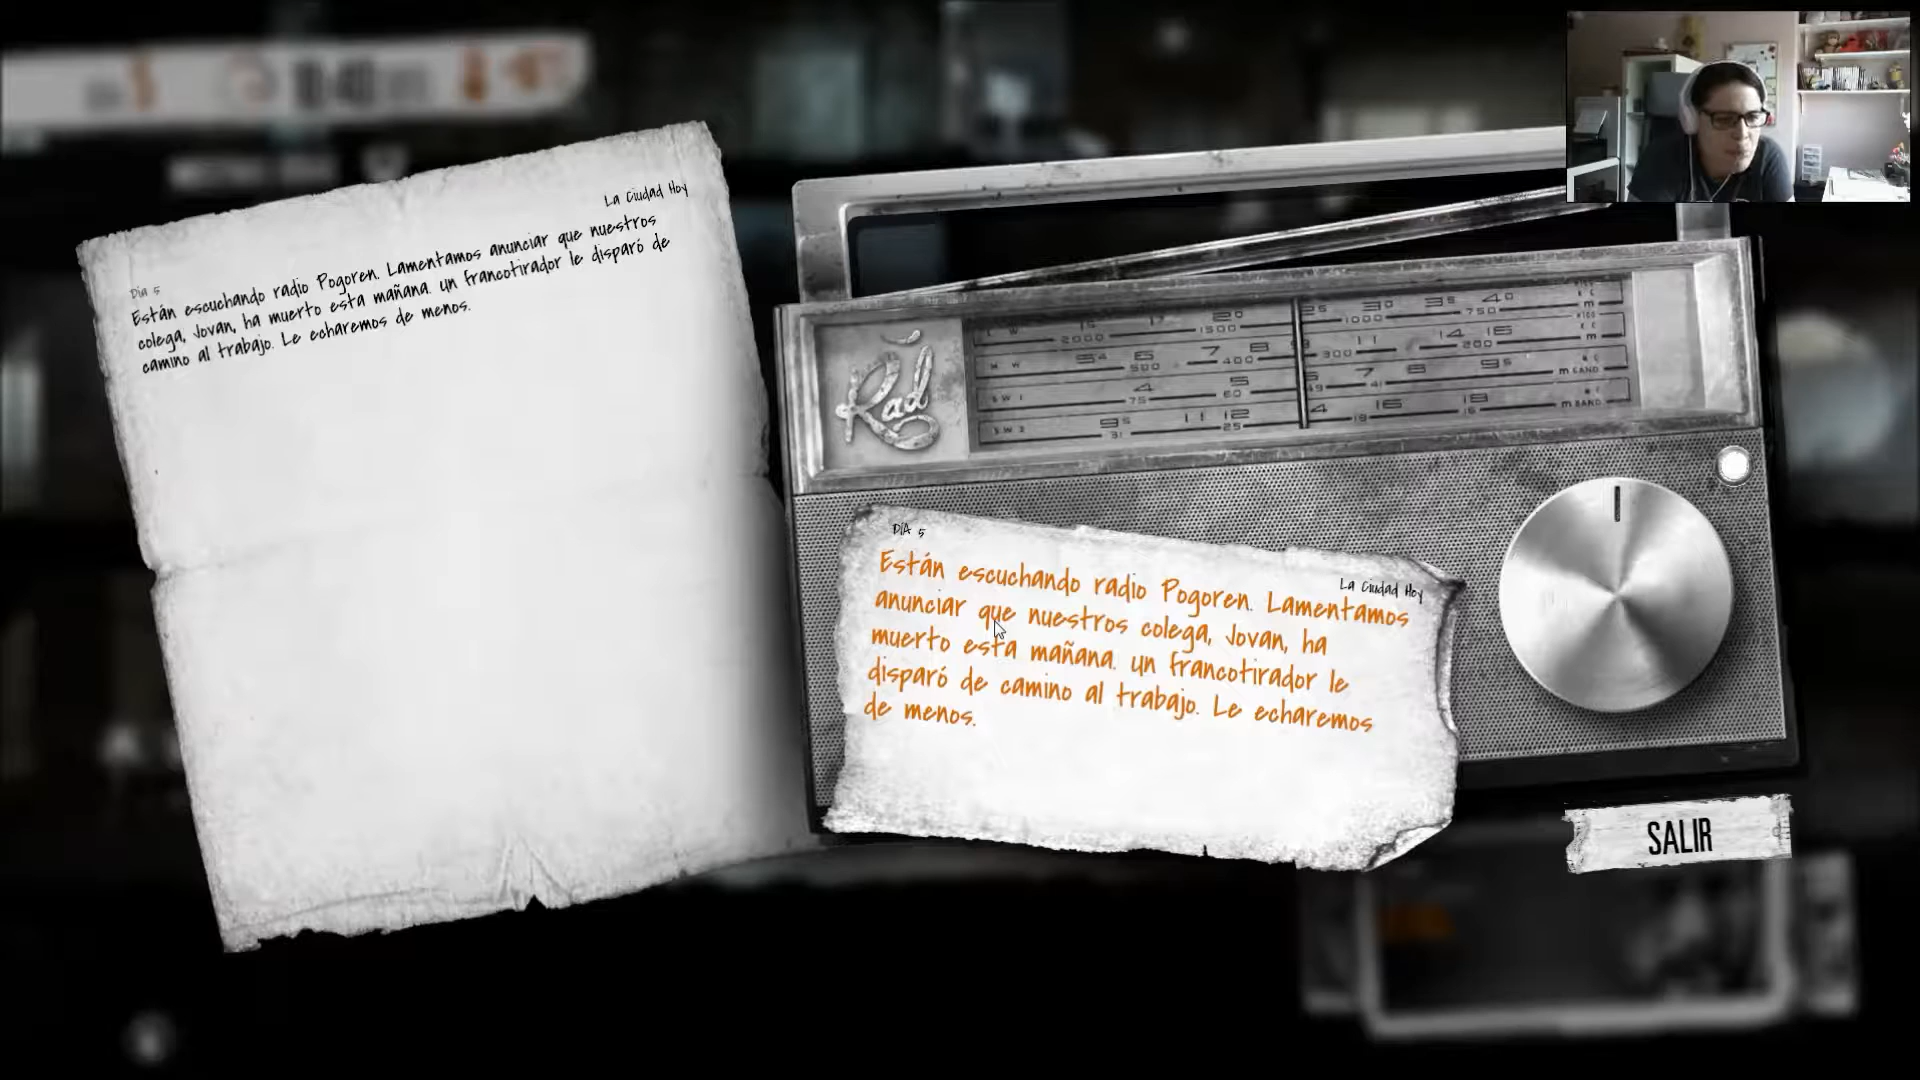 La Ciudad Hoy
Día 5
Están escuchando radio Pogoren. Lamentamos anunciar que nuestros
colega, Jovan, ha muerto esta mañana. un francotirador le disparó de
camino al trabajo. Le echaremos de menos.
Rad
DÍA 5
La Ciudad Hoy
Están escuchando radio Pogoren. Lamentamos
anunciar que nuestros colega, Jovan, ha
muerto esta mañana. un francotirador le
disparó de camino al trabajo. Le echaremos
de menos.
SALIR